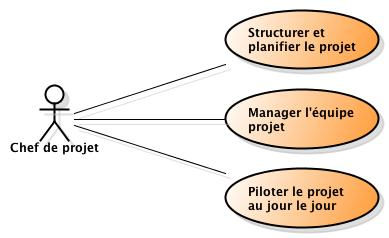 Structurer et
planifier le projet
Manager l'équipe
projet
Chef de projet
Piloter le projet
au jour le jour